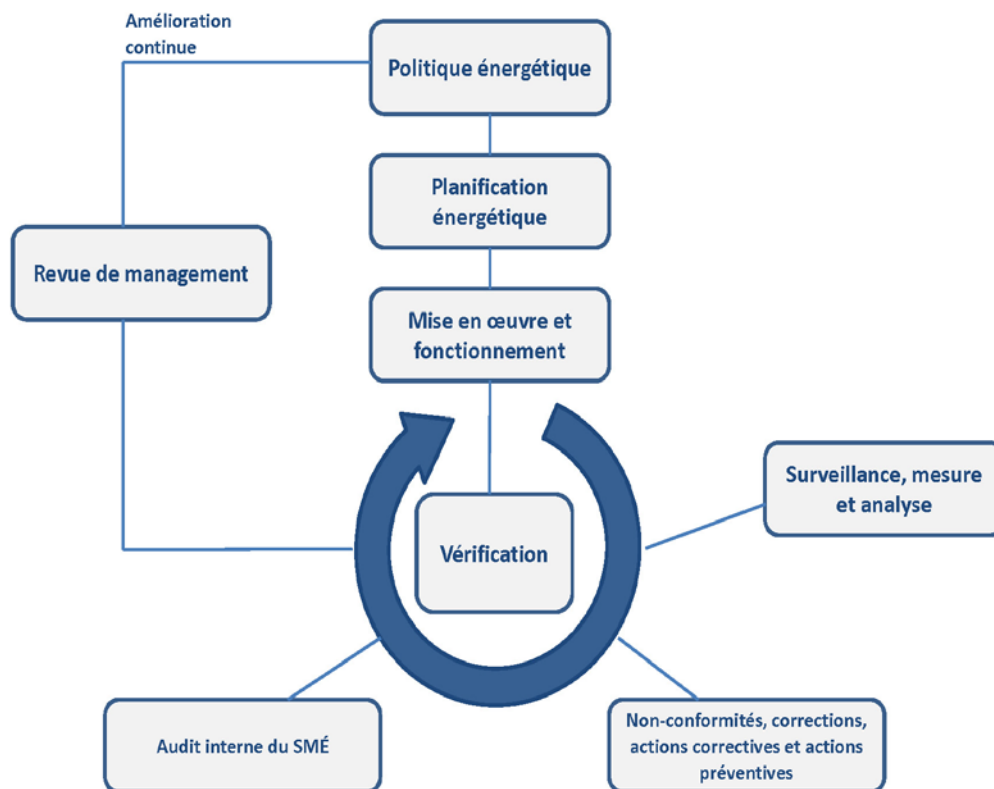 Amélioration
continue
Politique énergétique
Planification
énergétique
Revue de management
Mise en œuvre et
fonctionnement
Surveillance, mesure
et analyse
Vérification
Audit interne du SMÉ
Non-conformités, corrections,
actions correctives et actions
préventives